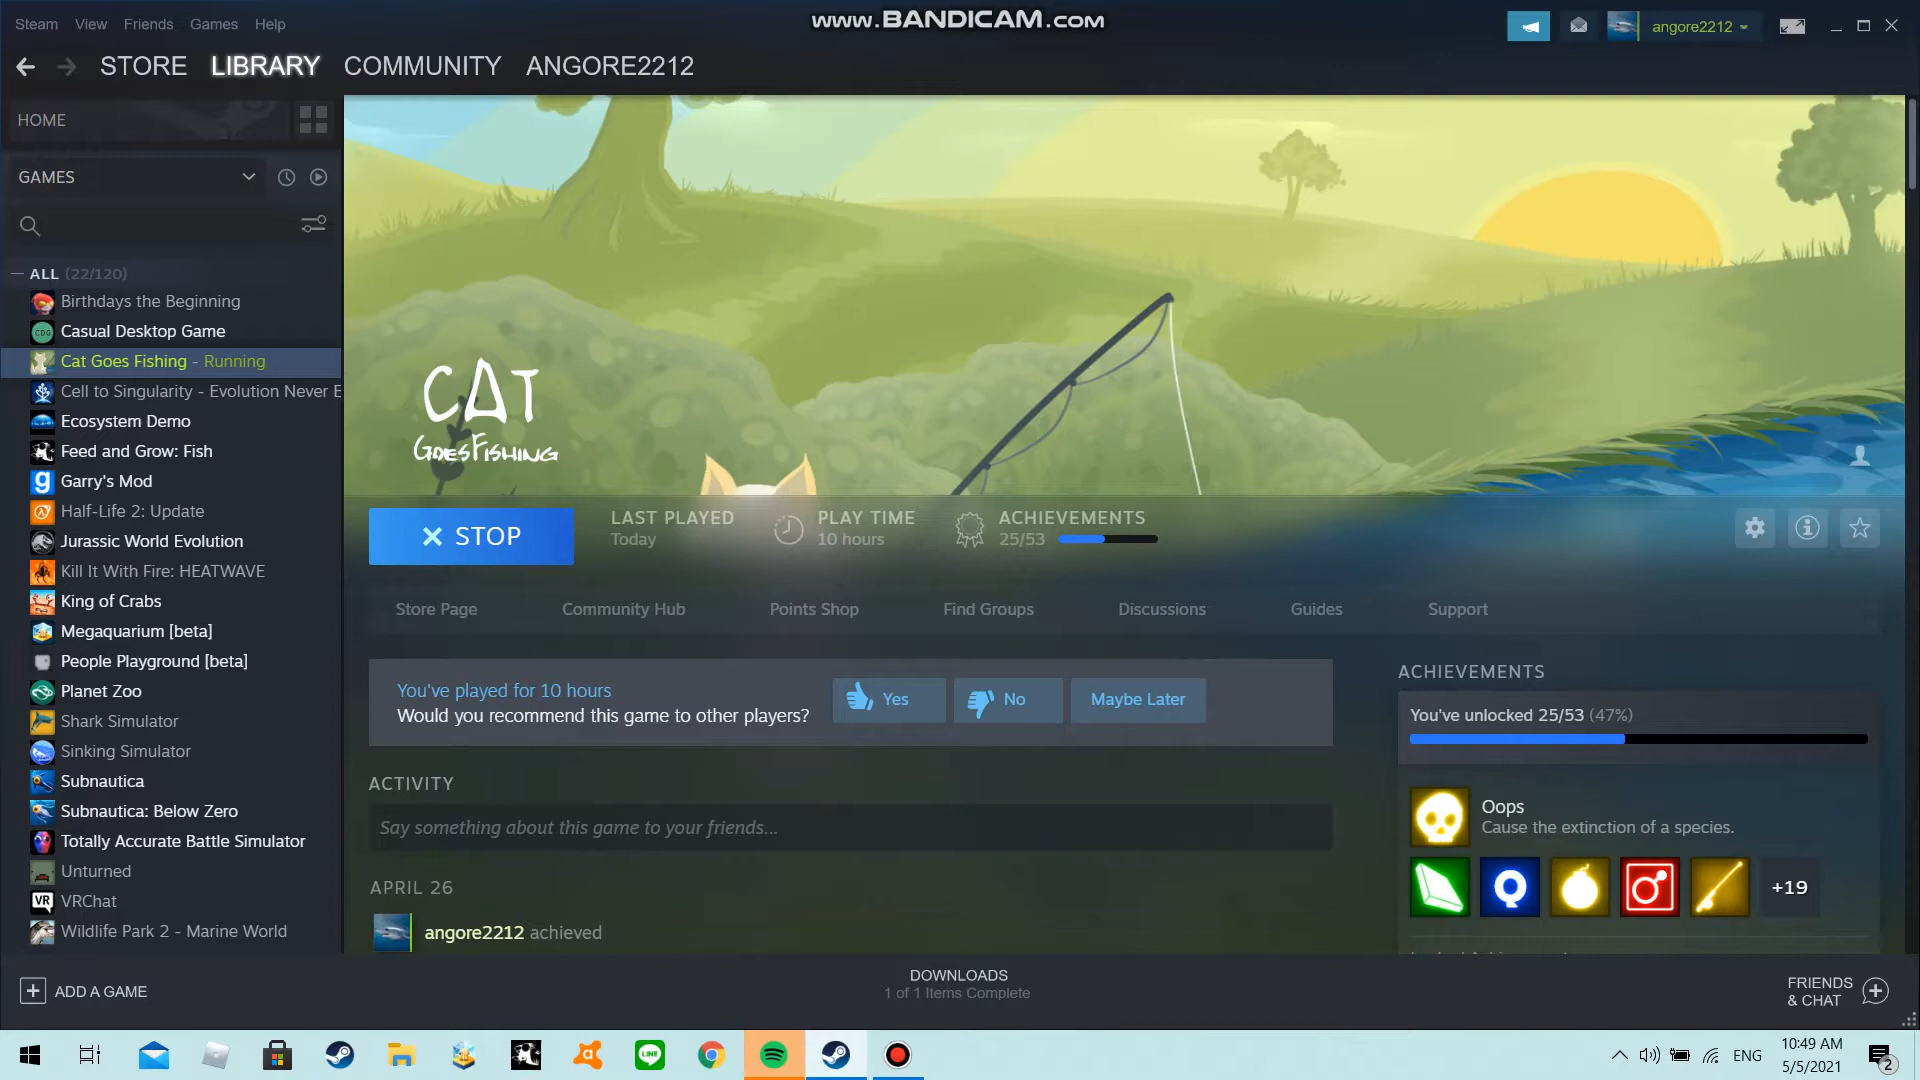 www.BANDICAM.com
Steam View Friends Games Help
angore2212
STORE LIBRARY COMMUNITY ANGORE2212
HOME
GAMES
ALL (22/120)
Birthdays the Beginning
Casual Desktop Game
Cat Goes Fishing - Running
Cell to Singularity - Evolution Never E
Ecosystem Demo
Feed and Grow: Fish
Garry's Mod
Half-Life 2: Update
Jurassic World Evolution
Kill It With Fire: HEATWAVE
King of Crabs
Megaquarium [beta]
People Playground [beta]
Planet Zoo
Shark Simulator
Sinking Simulator
Subnautica
Subnautica: Below Zero
Totally Accurate Battle Simulator
Unturned
VRChat
Wildlife Park 2 - Marine World
CAT
GOESFISHING
STOP
LAST PLAYED
Today
PLAY TIME
10 hours
ACHIEVEMENTS
25/53
Store Page Community Hub Points Shop Find Groups Discussions Guides Support
You've played for 10 hours
Would you recommend this game to other players?
Yes No Maybe Later
ACTIVITY
Say something about this game to your friends...
APRIL 26
angore2212 achieved
ACHIEVEMENTS
You've unlocked 25/53 (47%)
Oops
Cause the extinction of a species.
+19
ADD A GAME
DOWNLOADS
1 of 1 Items Complete
FRIENDS
& CHAT
ENG
10:49 AM
5/5/2021
2